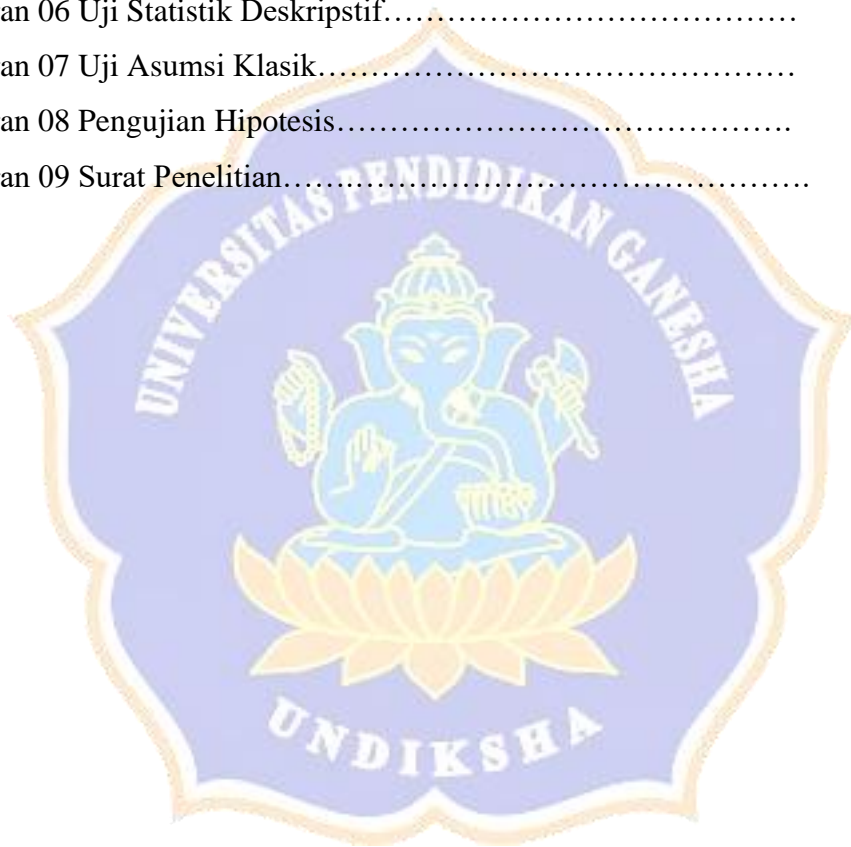 an 06 Uji Statistik Deskripstif…………………………………………
an 07 Uji Asumsi Klasik………………………………………………
an 08 Pengujian Hipotesis…………………………………………….
an 09 Surat Penelitian………………………………………………….
UNIVERSITAS PENDIDIKAN GANESHA
UNDIKSHA